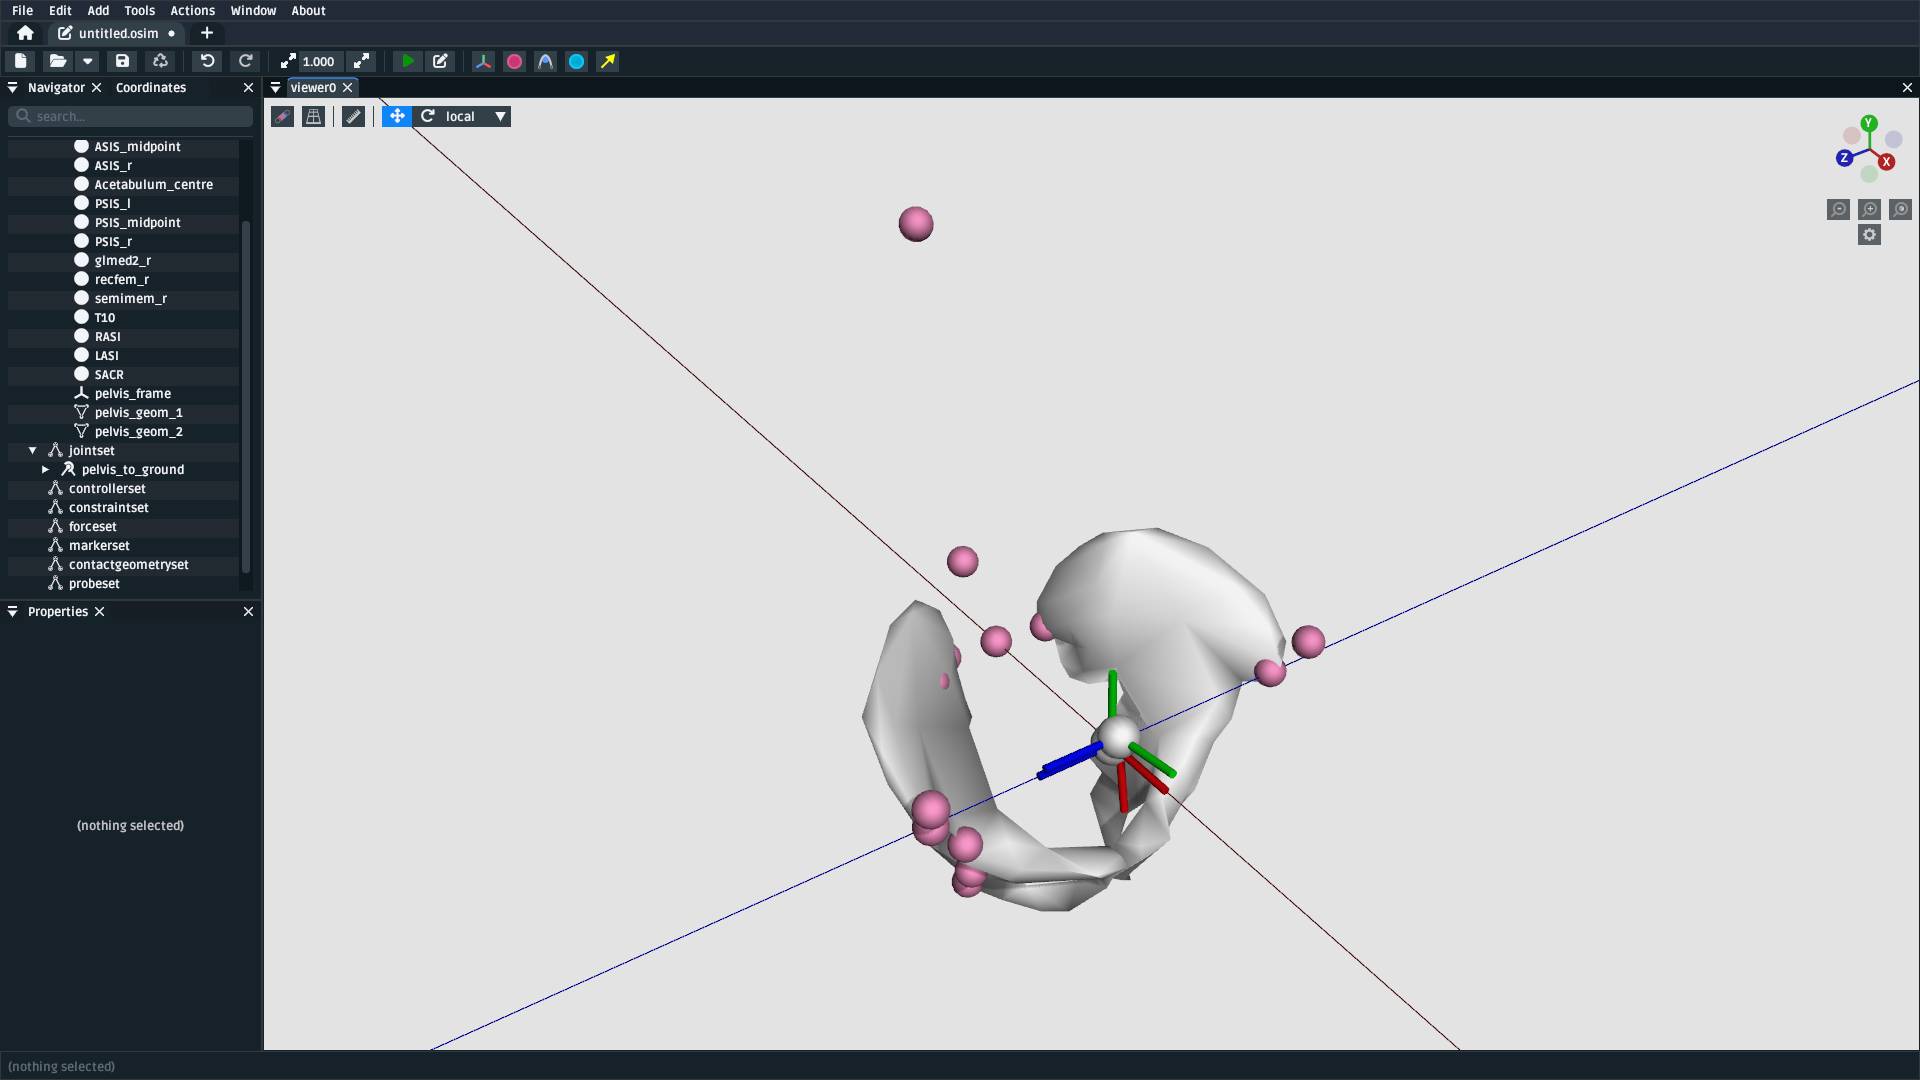 File Edit Add Tools Actions Window About
untitled.osim
1.000
Navigator Coordinates
viewer0
search...
local
Y
Z
X
ASIS_midpoint
ASIS_r
Acetabulum_centre
PSIS_l
PSIS_midpoint
PSIS_r
glmed2_r
recfem_r
semimem_r
T10
RASI
LASI
SACR
pelvis_frame
pelvis_geom_1
pelvis_geom_2
jointset
pelvis_to_ground
controllerset
constraintset
forceset
markerset
contactgeometryset
probeset
Properties
(nothing selected)
(nothing selected)